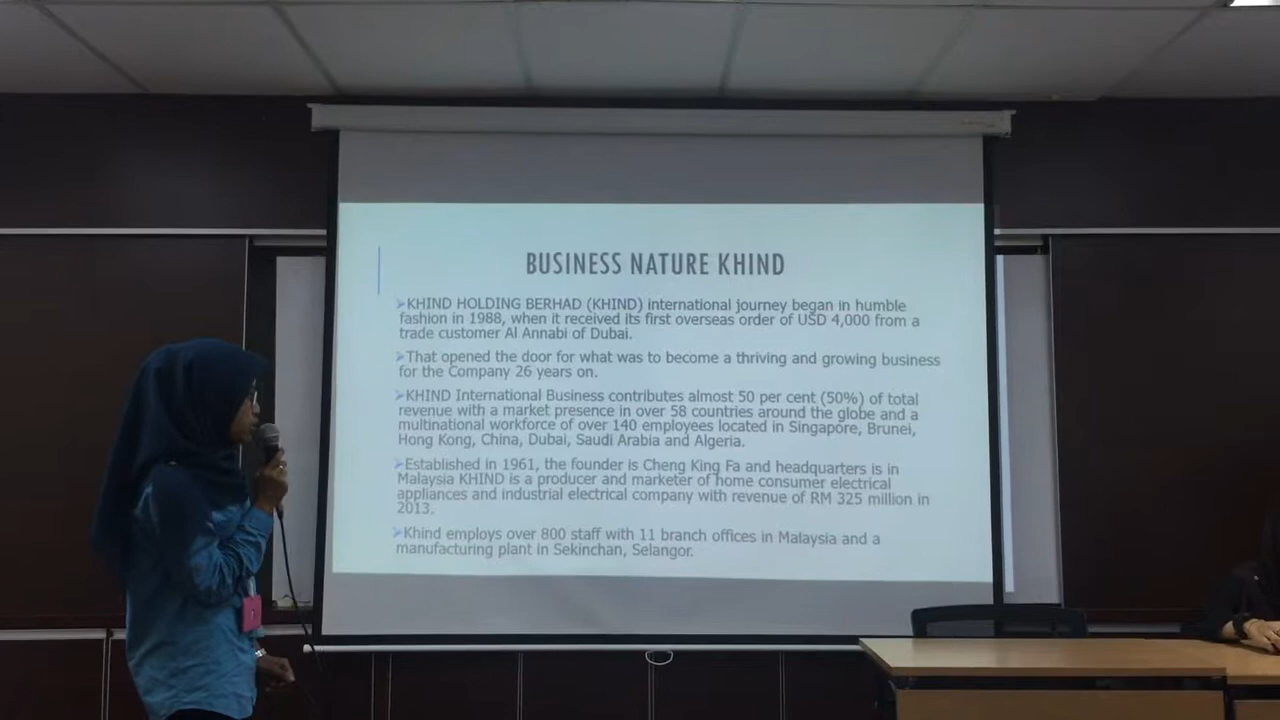 BUSINESS NATURE KHIND
➢KHIND HOLDING BERHAD (KHIND) international journey began in humble
fashion in 1988, when it received its first overseas order of USD 4,000 from a
trade customer Al Annabi of Dubai.
➢That opened the door for what was to become a thriving and growing business
for the Company 26 years on.
➢KHIND International Business contributes almost 50 per cent (50%) of total
revenue with a market presence in over 58 countries around the globe and a
multinational workforce of over 140 employees located in Singapore, Brunei,
Hong Kong, China, Dubai, Saudi Arabia and Algeria.
➢Established in 1961, the founder is Cheng King Fa and headquarters is in
Malaysia KHIND is a producer and marketer of home consumer electrical
appliances and industrial electrical company with revenue of RM 325 million in
2013.
➢Khind employs over 800 staff with 11 branch offices in Malaysia and a
manufacturing plant in Sekinchan, Selangor.